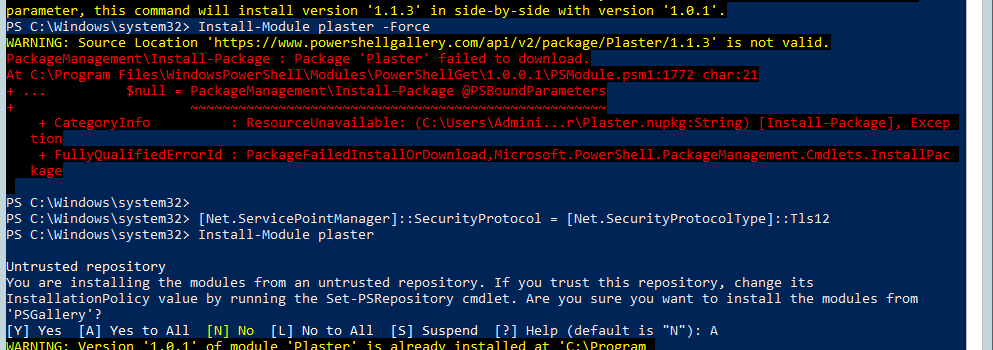 parameter, this command will install version '1.1.3' in side-by-side with version '1.0.1'.
PS C:\Windows\system32> Install-Module plaster -Force
WARNING: Source Location 'https://www.powershellgallery.com/api/v2/package/Plaster/1.1.3' is not valid.
PackageManagement\Install-Package : Package 'Plaster' failed to download.
At C:\Program Files\WindowsPowerShell\Modules\PowerShellGet\1.0.0.1\PSModule.psm1:1772 char:21
+ ...          $null = PackageManagement\Install-Package @PSBoundParameters
+                      ~~~~~~~~~~~~~~~~~~~~~~~~~~~~~~~~~~~~~~~~~~~~~~~~~~~~
    + CategoryInfo          : ResourceUnavailable: (C:\Users\Admini...r\Plaster.nupkg:String) [Install-Package], Excep
   tion
    + FullyQualifiedErrorId : PackageFailedInstallOrDownload,Microsoft.PowerShell.PackageManagement.Cmdlets.InstallPac
   kage
PS C:\Windows\system32>
PS C:\Windows\system32> [Net.ServicePointManager]::SecurityProtocol = [Net.SecurityProtocolType]::Tls12
PS C:\Windows\system32> Install-Module plaster
Untrusted repository
You are installing the modules from an untrusted repository. If you trust this repository, change its
InstallationPolicy value by running the Set-PSRepository cmdlet. Are you sure you want to install the modules from
'PSGallery'?
[Y] Yes  [A] Yes to All  [N] No  [L] No to All  [S] Suspend  [?] Help (default is "N"): A
WARNING: Version '1.0.1' of module 'Plaster' is already installed at 'C:\Program